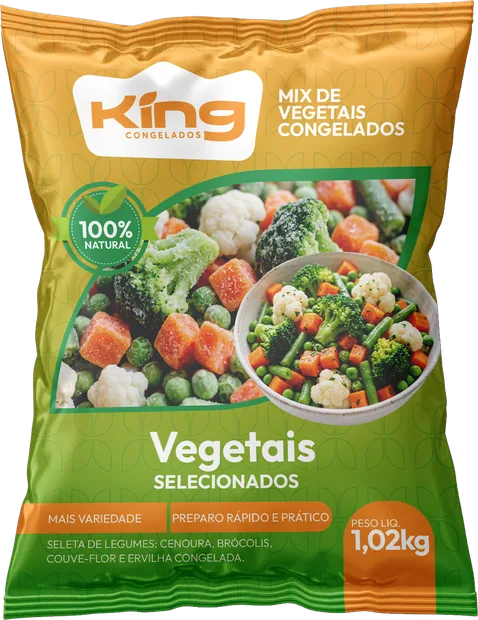 King
CONGELADOS
MIX DE
VEGETAIS
CONGELADOS
100%
NATURAL
Vegetais
SELECIONADOS
MAIS VARIEDADE
PREPARO RÁPIDO E PRÁTICO
SELETA DE LEGUMES; CENOURA, BRÓCOLIS,
COUVE-FLOR E ERVILHA CONGELADA.
PESO LIQ.
1,02kg